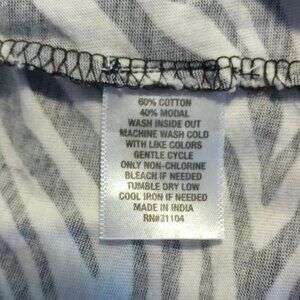 60% COTTON
40% MODAL
WASH INSIDE OUT
MACHINE WASH COLD
WITH LIKE COLORS
GENTLE CYCLE
ONLY NON-CHLORINE
BLEACH IF NEEDED
TUMBLE DRY LOW
COOL IRON IF NEEDED
MADE IN INDIA
RN#31104